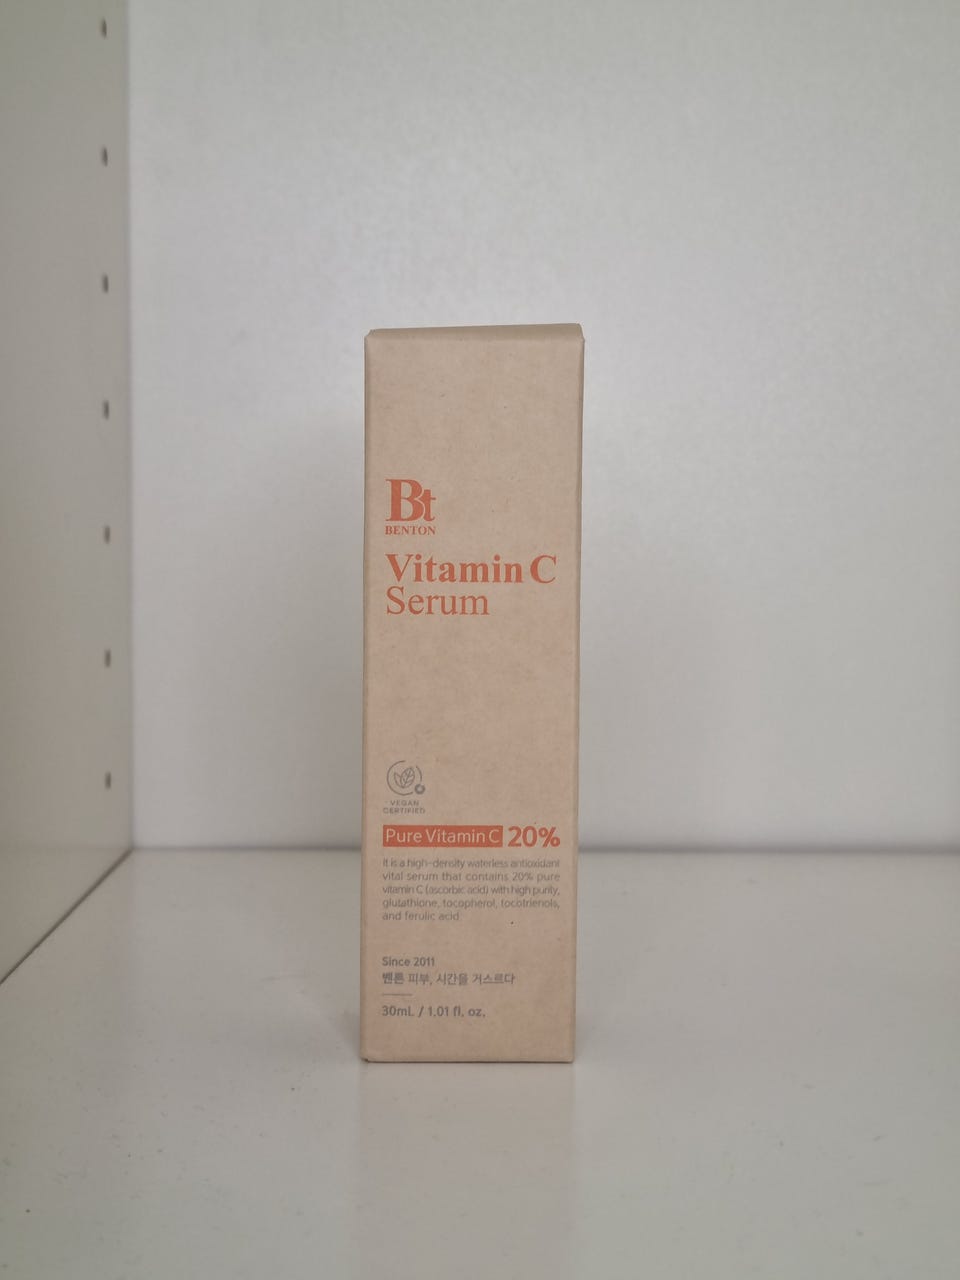 Bt
BENTON
Vitamin C
Serum
VEGAN
CERTIFIED
Pure Vitamin C 20%
It is a high-density waterless antioxidant
vital serum that contains 20% pure
vitamin C (ascorbic acid) with high purity,
glutathione, tocopherol, tocotrienols,
and ferulic acid
Since 2011
벤튼 피부, 시간을 거스르다
30mL / 1.01 fl. oz.